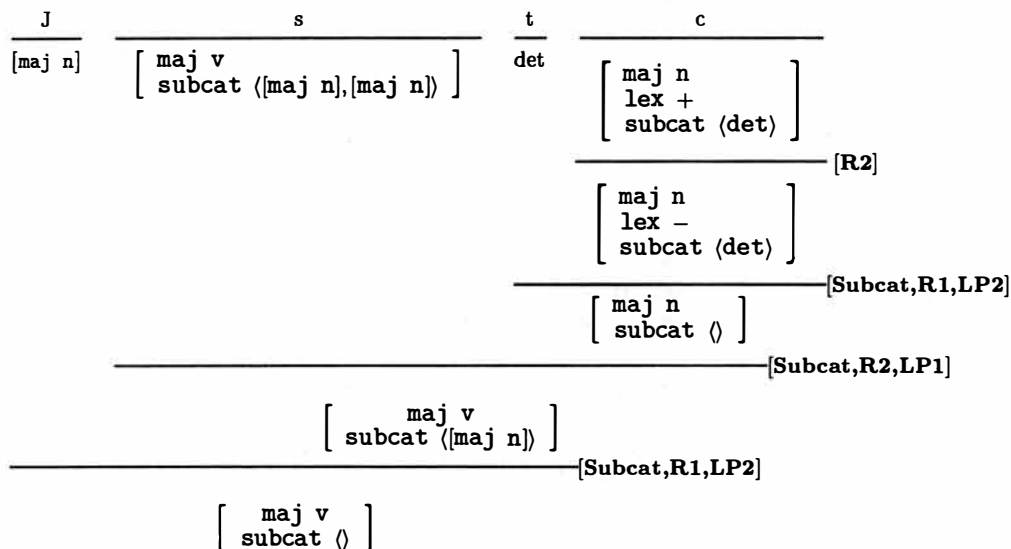 J s t c
[maj n] [ maj v subcat ⟨[maj n],[maj n]⟩ ] det [ maj n lex + subcat ⟨det⟩ ]
[R2]
[ maj n lex − subcat ⟨det⟩ ]
[Subcat,R1,LP2]
[ maj n subcat ⟨⟩ ]
[Subcat,R2,LP1]
[ maj v subcat ⟨[maj n]⟩ ]
[Subcat,R1,LP2]
[ maj v subcat ⟨⟩ ]